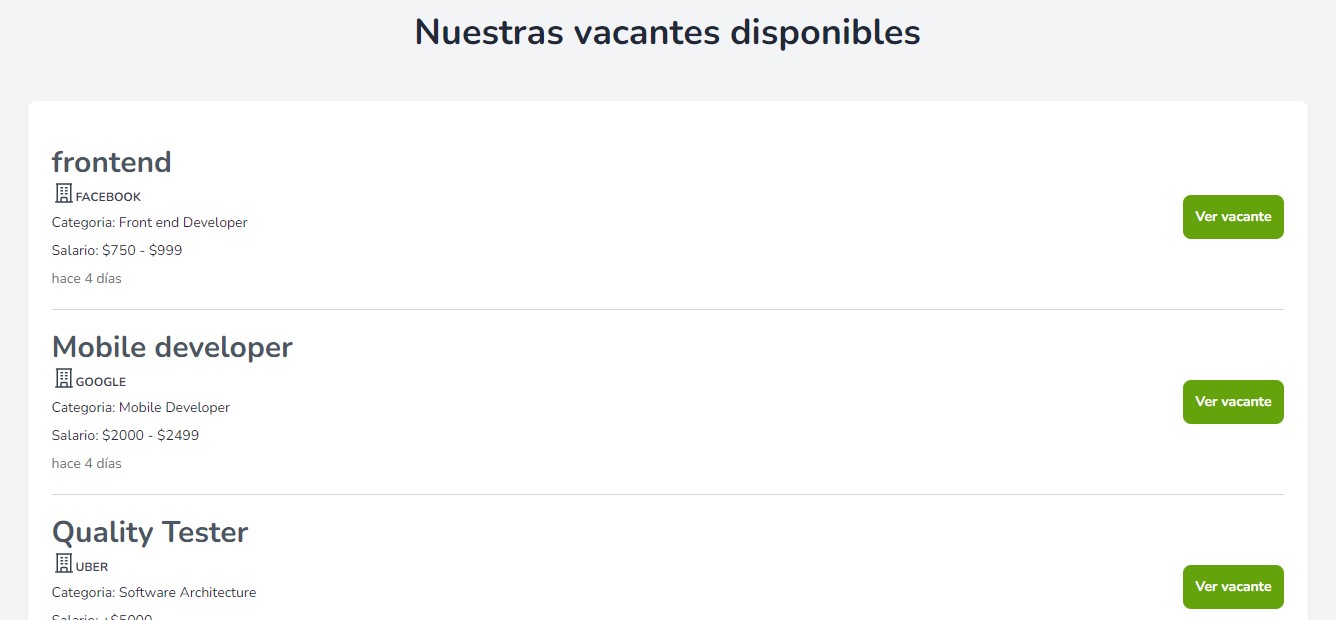 Nuestras vacantes disponibles
frontend
FACEBOOK
Categoria: Front end Developer
Salario: $750 - $999
hace 4 días
Ver vacante
Mobile developer
GOOGLE
Categoria: Mobile Developer
Salario: $2000 - $2499
hace 4 días
Ver vacante
Quality Tester
UBER
Categoria: Software Architecture
Salario: +$5000
Ver vacante